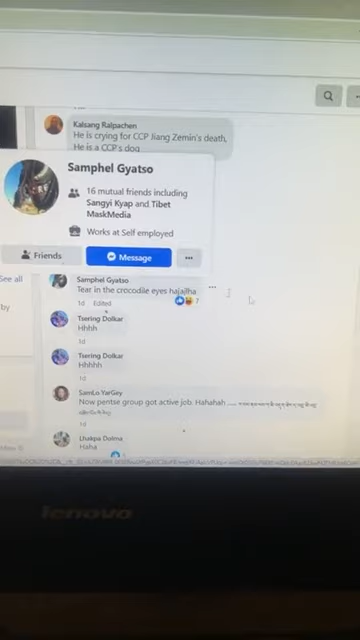 Kalsang Ralpachen
He is crying for CCP Jiang Zemin's death,
He is a CCP's dog
Samphel Gyatso
16 mutual friends including
Sangyi Kyap and Tibet
MaskMedia
Works at Self employed
Friends
Message
See all
by
Samphel Gyatso
Tear in the crocodile eyes hajajlha
7
1d Edited
Tsering Dolkar
Hhhh
1d
Tsering Dolkar
Hhhhh
1d
SamLo YarGey
Now pentse group got active job. Hahahah ....
1d
Lhakpa Dolma
Haha
lenovo